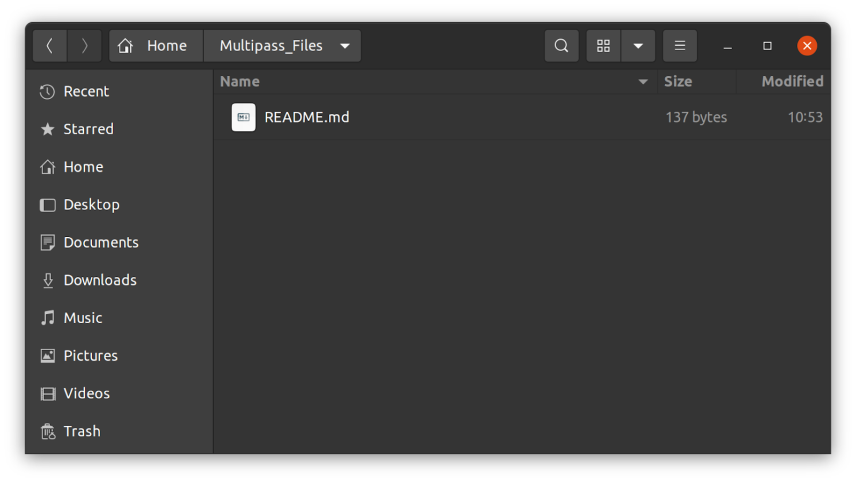 Home Multipass_Files
Recent
Starred
Home
Desktop
Documents
Downloads
Music
Pictures
Videos
Trash
Name Size Modified
README.md 137 bytes 10:53